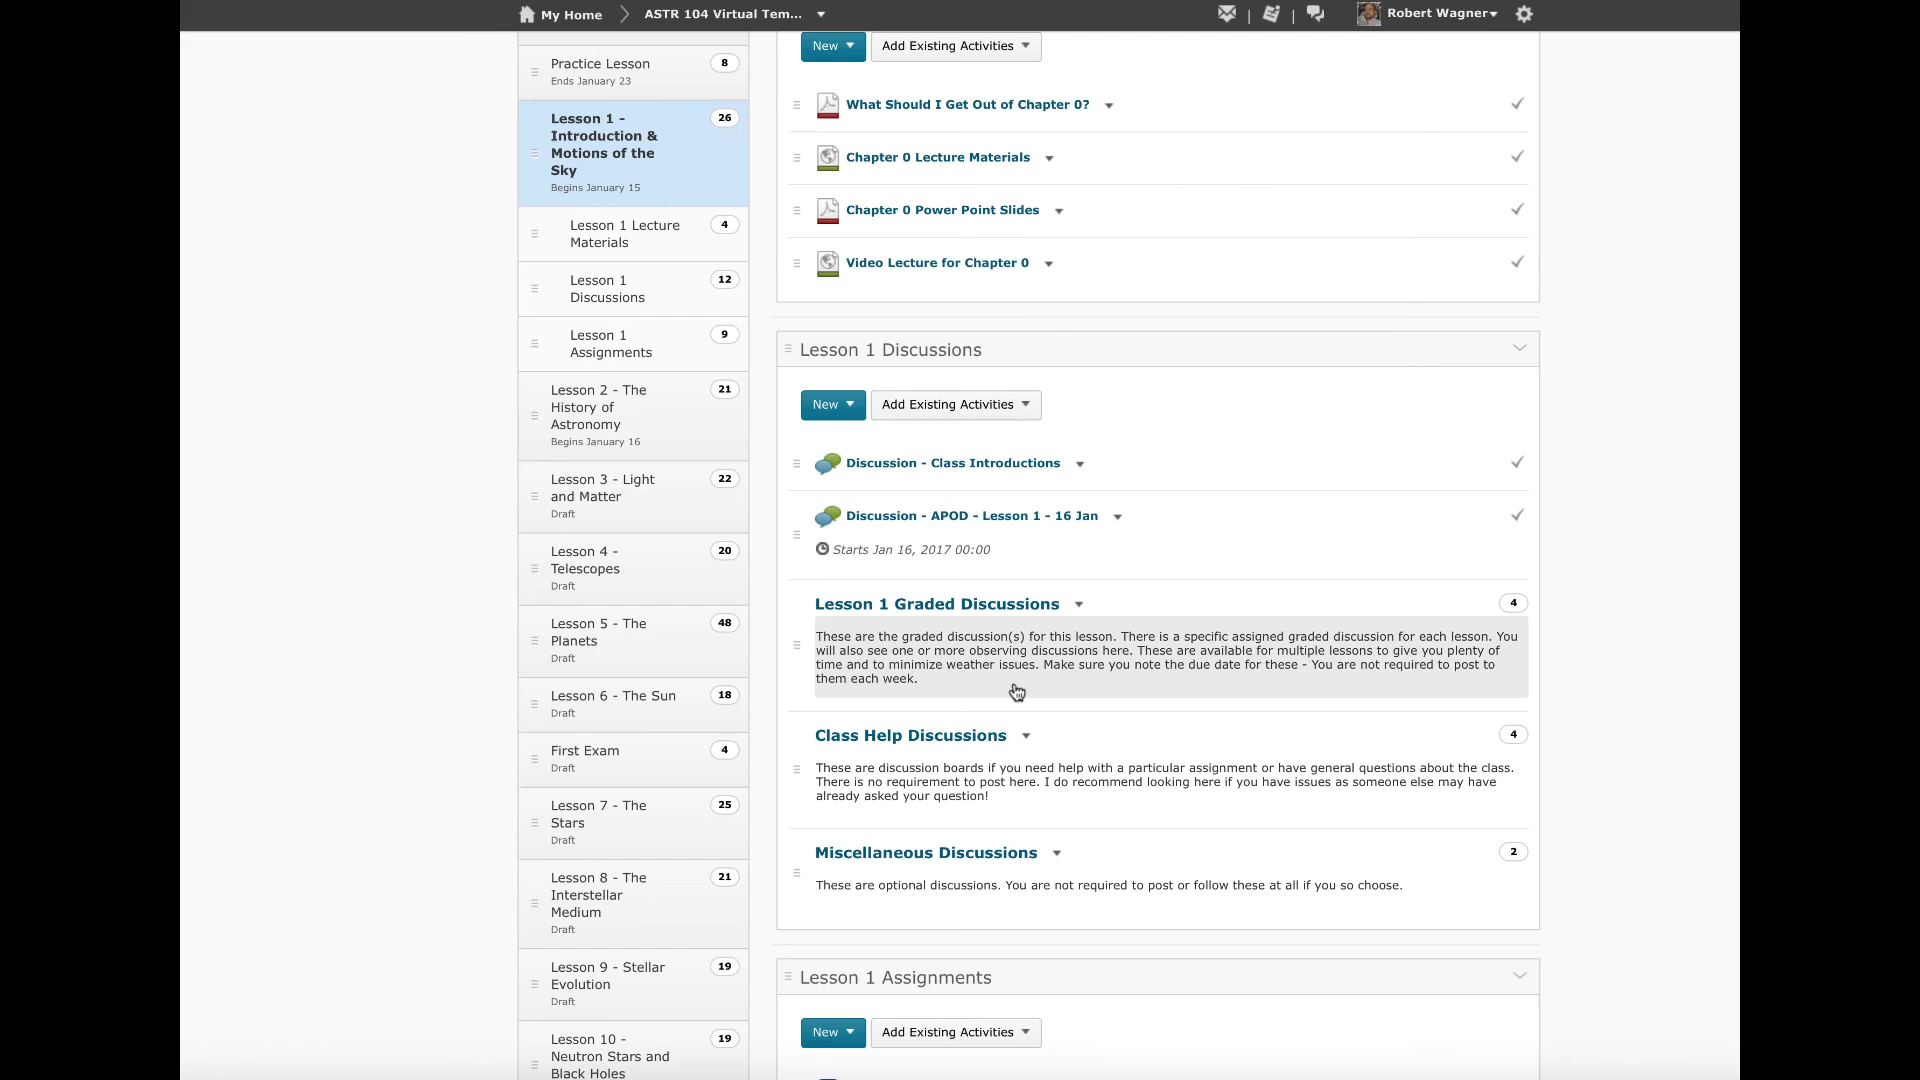 My Home
ASTR 104 Virtual Tem...
Robert Wagner
Practice Lesson
8
Ends January 23
Lesson 1 -
Introduction &
Motions of the
Sky
26
Begins January 15
Lesson 1 Lecture
Materials
4
Lesson 1
Discussions
12
Lesson 1
Assignments
9
Lesson 2 - The
History of
Astronomy
21
Begins January 16
Lesson 3 - Light
and Matter
22
Draft
Lesson 4 -
Telescopes
20
Draft
Lesson 5 - The
Planets
48
Draft
Lesson 6 - The Sun
18
Draft
First Exam
4
Draft
Lesson 7 - The
Stars
25
Draft
Lesson 8 - The
Interstellar
Medium
21
Draft
Lesson 9 - Stellar
Evolution
19
Draft
Lesson 10 -
Neutron Stars and
Black Holes
19
New
Add Existing Activities
What Should I Get Out of Chapter 0?
Chapter 0 Lecture Materials
Chapter 0 Power Point Slides
Video Lecture for Chapter 0
Lesson 1 Discussions
New
Add Existing Activities
Discussion - Class Introductions
Discussion - APOD - Lesson 1 - 16 Jan
Starts Jan 16, 2017 00:00
Lesson 1 Graded Discussions
4
These are the graded discussion(s) for this lesson. There is a specific assigned graded discussion for each lesson. You
will also see one or more observing discussions here. These are available for multiple lessons to give you plenty of
time and to minimize weather issues. Make sure you note the due date for these - You are not required to post to
them each week.
Class Help Discussions
4
These are discussion boards if you need help with a particular assignment or have general questions about the class.
There is no requirement to post here. I do recommend looking here if you have issues as someone else may have
already asked your question!
Miscellaneous Discussions
2
These are optional discussions. You are not required to post or follow these at all if you so choose.
Lesson 1 Assignments
New
Add Existing Activities